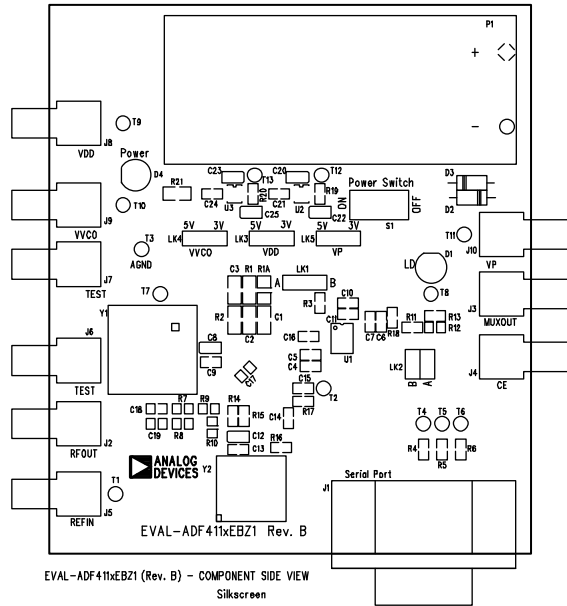 P1
+
-
T9
J8
VDD
Power
D4
C23
C20
T13
T12
D3
R21
C24
U3
R20
C21
U2
R19
Power Switch
D2
T10
C25
C22
ON
OFF
S1
J9
VVCO
5V 3V
5V 3V
5V 3V
T11
LK4
LK3
LK5
VVCO
VDD
VP
T3
AGND
J10
VP
J7
TEST
LK1
A
B
LD
D1
C3 R1 R1A
T7
T8
Y1
R3
C10
J3
MUXOUT
R2
C1
C11
C7 C6
R18
R11
R13
R12
J6
C2
C16
U1
C8
C9
C5
C4
LK2
J4
CE
TEST
C17
B A
C15
T2
C18
R7
R9
R14
R17
R15
C14
T4 T5 T6
C19
R8
R10
C12
R16
R4
R5
R6
J2
RFOUT
C13
ANALOG
DEVICES
Y2
Serial Port
T1
J1
J5
REFIN
EVAL-ADF411xEBZ1 Rev. B
EVAL-ADF411xEBZ1 (Rev. B) - COMPONENT SIDE VIEW
Silkscreen